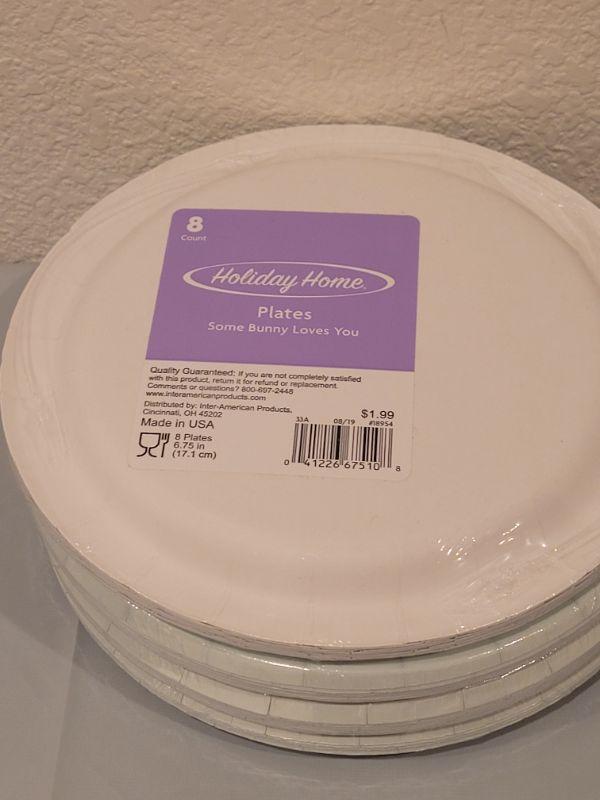 8
Count
Holiday Home
Plates
Some Bunny Loves You
Quality Guaranteed: If you are not completely satisfied
with this product, return it for refund or replacement.
Comments or questions? 800-697-2448
www.interamericanproducts.com
Distributed by: Inter-American Products,
Cincinnati, OH 45202
Made in USA
8 Plates
6.75 in
(17.1 cm)
$1.99
33A 08/19 #18954
0 41226 67510 8